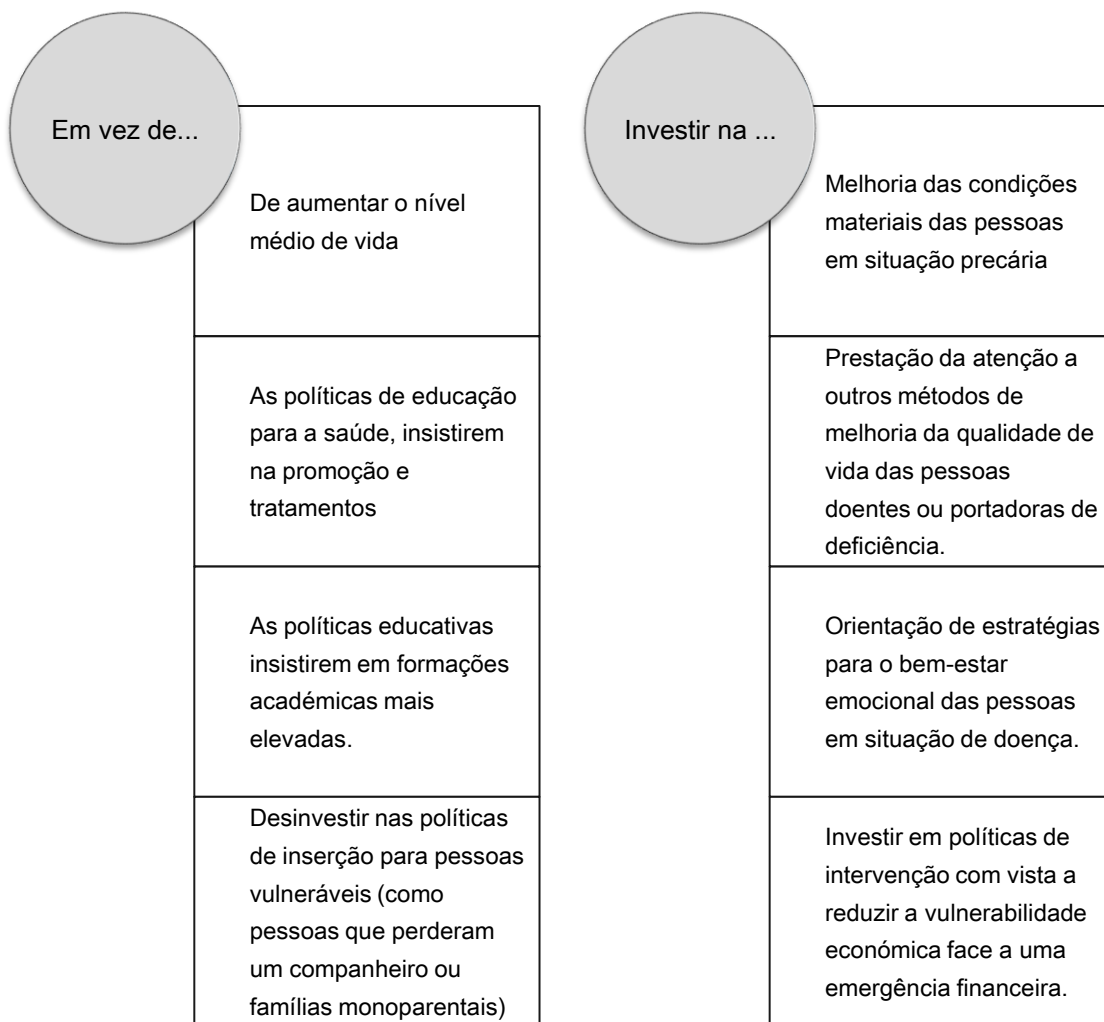 Em vez de...
De aumentar o nível
médio de vida
As políticas de educação
para a saúde, insistirem
na promoção e
tratamentos
As políticas educativas
insistirem em formações
académicas mais
elevadas.
Desinvestir nas políticas
de inserção para pessoas
vulneráveis (como
pessoas que perderam
um companheiro ou
famílias monoparentais)
Investir na ...
Melhoria das condições
materiais das pessoas
em situação precária
Prestação da atenção a
outros métodos de
melhoria da qualidade de
vida das pessoas
doentes ou portadoras de
deficiência.
Orientação de estratégias
para o bem-estar
emocional das pessoas
em situação de doença.
Investir em políticas de
intervenção com vista a
reduzir a vulnerabilidade
económica face a uma
emergência financeira.